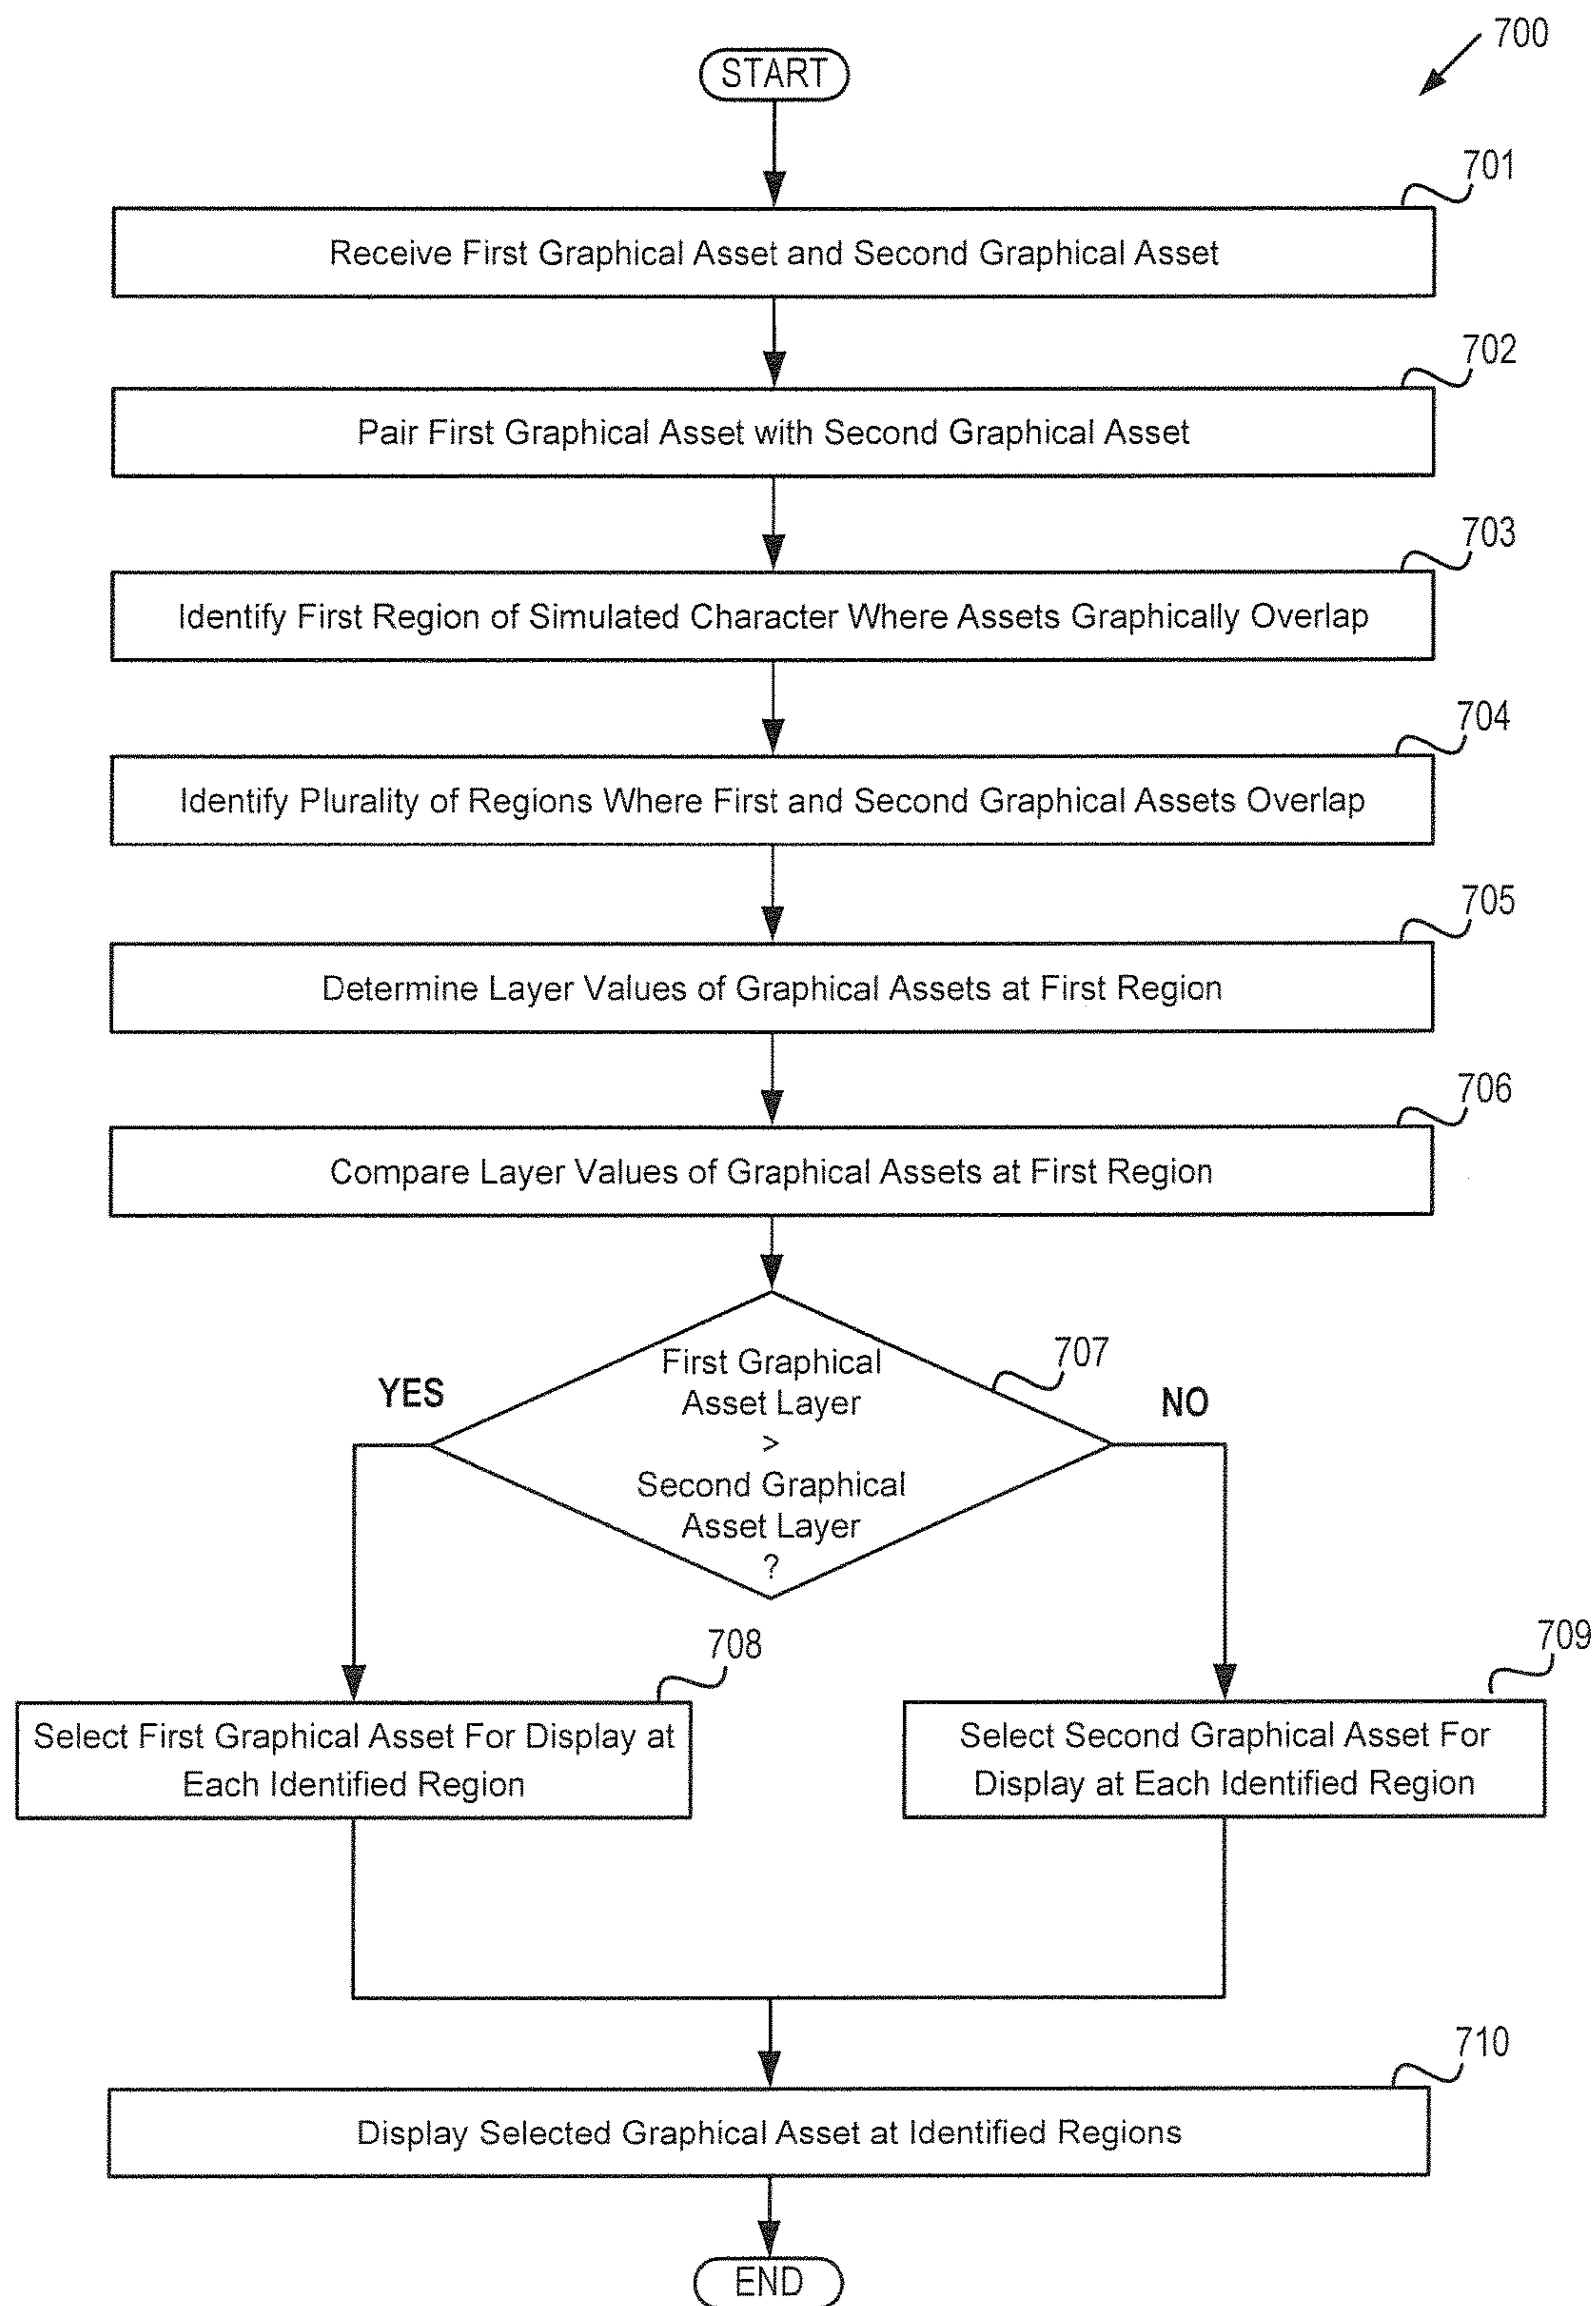 700
START
701
Receive First Graphical Asset and Second Graphical Asset
702
Pair First Graphical Asset with Second Graphical Asset
703
Identify First Region of Simulated Character Where Assets Graphically Overlap
704
Identify Plurality of Regions Where First and Second Graphical Assets Overlap
705
Determine Layer Values of Graphical Assets at First Region
706
Compare Layer Values of Graphical Assets at First Region
707
First Graphical
Asset Layer
>
Second Graphical
Asset Layer
?
YES
NO
708
Select First Graphical Asset For Display at
Each Identified Region
709
Select Second Graphical Asset For
Display at Each Identified Region
710
Display Selected Graphical Asset at Identified Regions
END